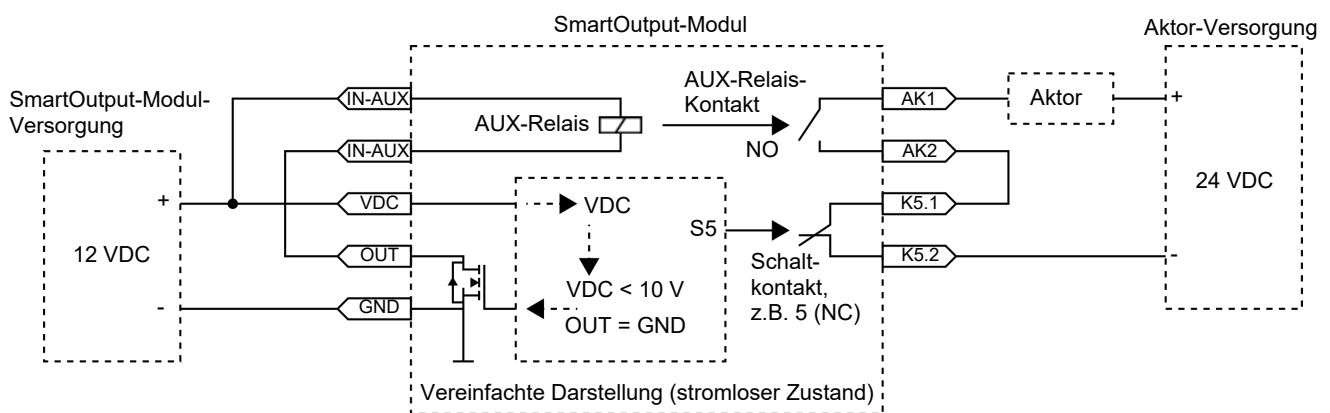 SmartOutput-Modul
Aktor-Versorgung
SmartOutput-Modul-
Versorgung
+
12 VDC
-
IN-AUX
IN-AUX
VDC
OUT
GND
AUX-Relais
AUX-Relais-
Kontakt
NO
VDC
VDC < 10 V
OUT = GND
S5
Schalt-
kontakt,
z.B. 5 (NC)
AK1
AK2
K5.1
K5.2
Aktor
+
24 VDC
-
Vereinfachte Darstellung (stromloser Zustand)